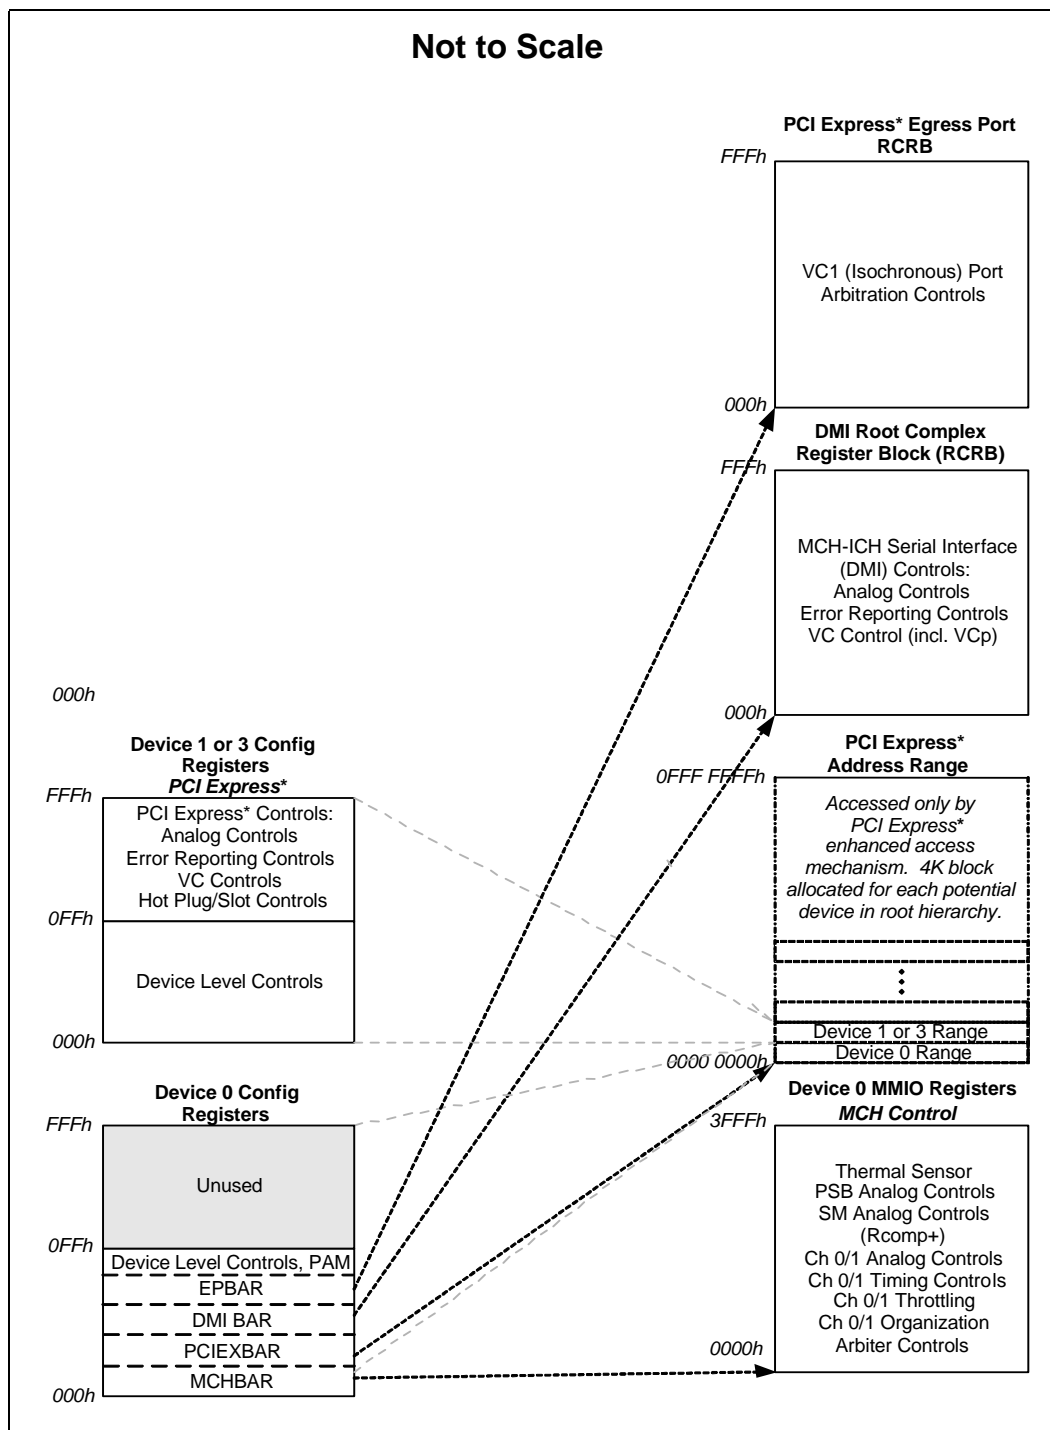 Not to Scale
PCI Express* Egress Port
RCRB
FFFh
VC1 (Isochronous) Port
Arbitration Controls
000h
DMI Root Complex
Register Block (RCRB)
FFFh
MCH-ICH Serial Interface
(DMI) Controls:
Analog Controls
Error Reporting Controls
VC Control (incl. VCp)
000h
000h
Device 1 or 3 Config
Registers
PCI Express*
FFFh
PCI Express* Controls:
Analog Controls
Error Reporting Controls
VC Controls
Hot Plug/Slot Controls
0FFh
Device Level Controls
000h
PCI Express*
Address Range
0FFF FFFFh
Accessed only by
PCI Express*
enhanced access
mechanism. 4K block
allocated for each potential
device in root hierarchy.
Device 1 or 3 Range
Device 0 Range
0000 0000h
Device 0 Config
Registers
FFFh
Unused
0FFh
Device Level Controls, PAM
EPBAR
DMI BAR
PCIEXBAR
MCHBAR
000h
Device 0 MMIO Registers
MCH Control
3FFFh
Thermal Sensor
PSB Analog Controls
SM Analog Controls
(Rcomp+)
Ch 0/1 Analog Controls
Ch 0/1 Timing Controls
Ch 0/1 Throttling
Ch 0/1 Organization
Arbiter Controls
0000h